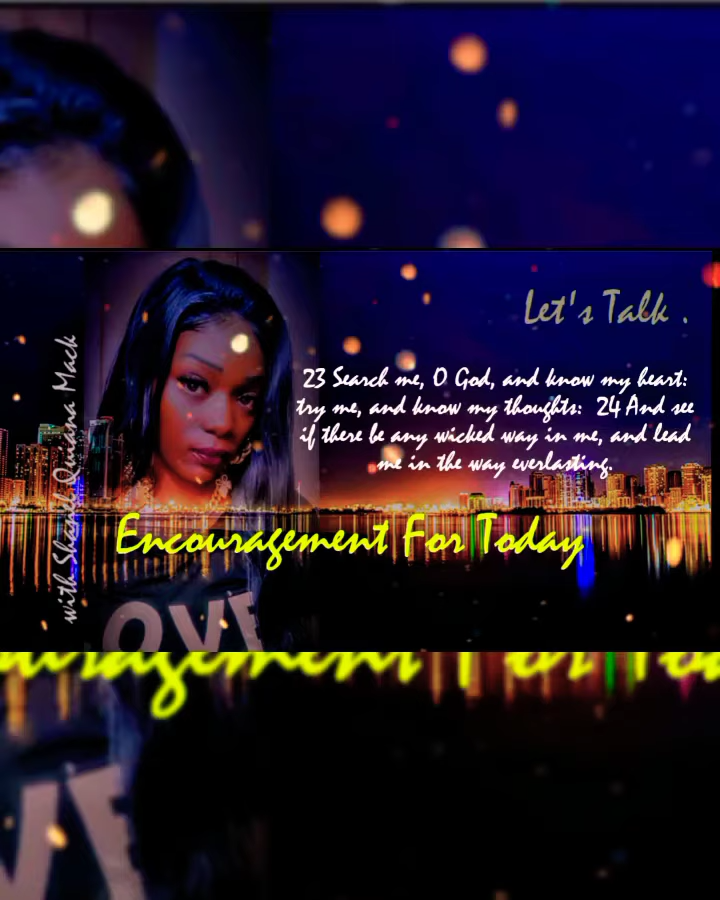 Let's Talk .
23 Search me, O God, and know my heart:
try me, and know my thoughts:  24 And see
if there be any wicked way in me, and lead
me in the way everlasting.
with Shanel Quana Mack
Encouragement For Today
OVE